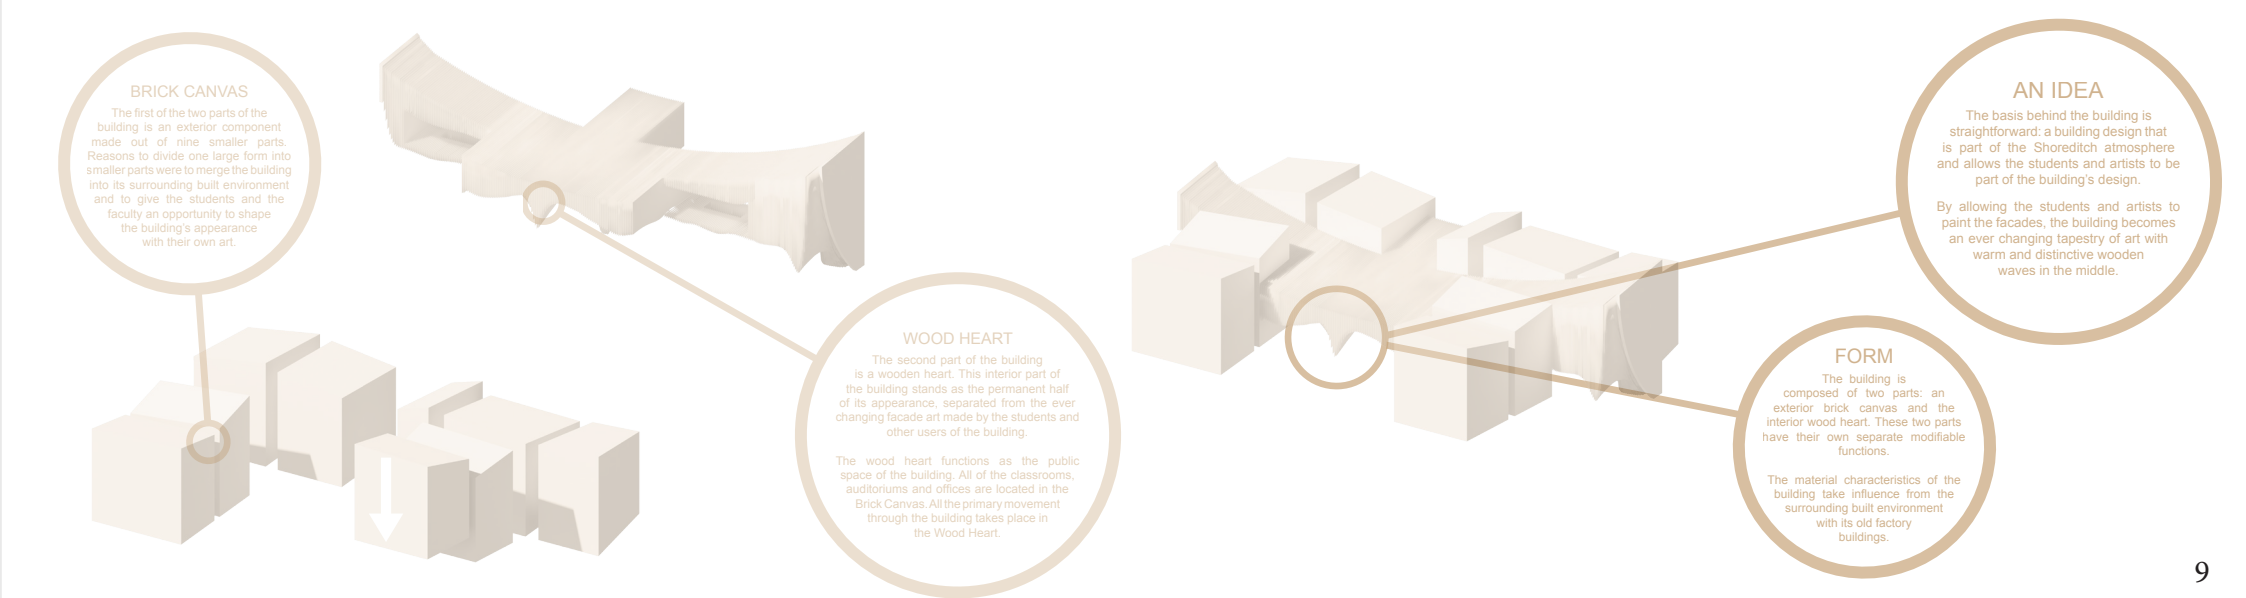 BRICK CANVAS
The first of the two parts of the
building is an exterior component
made out of nine smaller parts.
Reasons to divide one large form into
smaller parts were to merge the building
into its surrounding built environment
and to give the students and the
faculty an opportunity to shape
the building's appearance
with their own art.
WOOD HEART
The second part of the building
is a wooden heart. This interior part of
the building stands as the permanent half
of its appearance, separated from the ever
changing facade art made by the students and
other users of the building.
The wood heart functions as the public
space of the building. All of the classrooms,
auditoriums and offices are located in the
Brick Canvas. All the primary movement
through the building takes place in
the Wood Heart.
AN IDEA
The basis behind the building is
straightforward: a building design that
is part of the Shoreditch atmosphere
and allows the students and artists to be
part of the building's design.
By allowing the students and artists to
paint the facades, the building becomes
an ever changing tapestry of art with
warm and distinctive wooden
waves in the middle.
FORM
The building is
composed of two parts: an
exterior brick canvas and the
interior wood heart. These two parts
have their own separate modifiable
functions.
The material characteristics of the
building take influence from the
surrounding built environment
with its old factory
buildings.
9